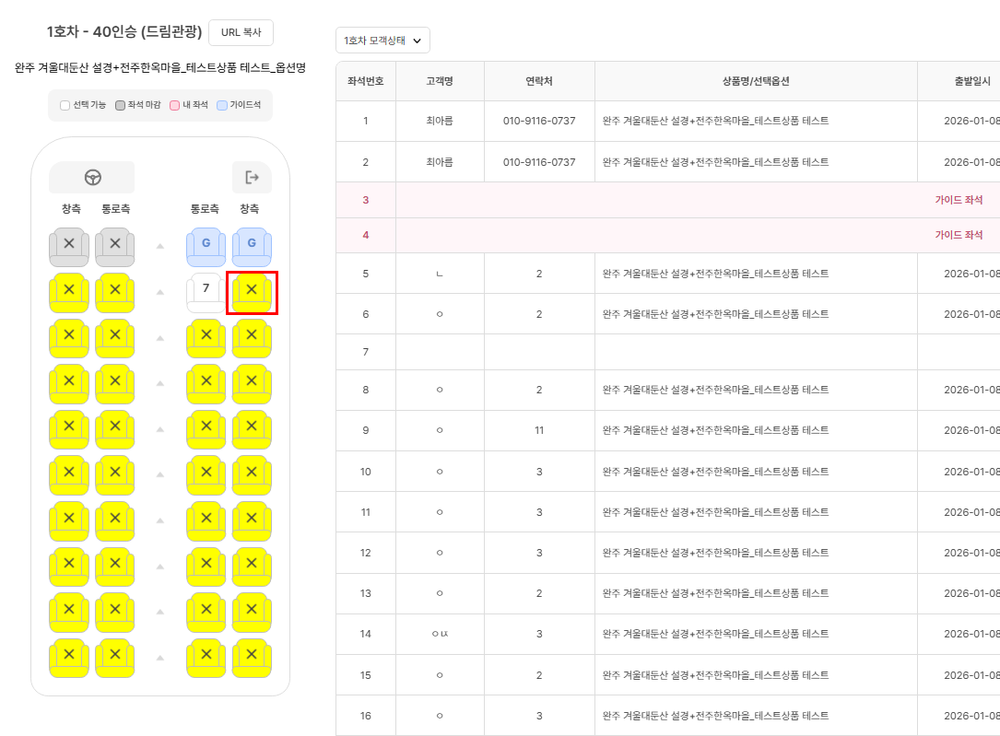 1호차 - 40인승 (드림관광) URL 복사
완주 겨울대둔산 설경+전주한옥마을_테스트상품 테스트_옵션명
선택 가능 좌석 마감 내 좌석 가이드석
창측 통로측 통로측 창측
G G
7
1호차 모객상태
좌석번호 고객명 연락처 상품명/선택옵션 출발일시
1 최아름 010-9116-0737 완주 겨울대둔산 설경+전주한옥마을_테스트상품 테스트 2026-01-08
2 최아름 010-9116-0737 완주 겨울대둔산 설경+전주한옥마을_테스트상품 테스트 2026-01-08
3 가이드 좌석
4 가이드 좌석
5 ㄴ 2 완주 겨울대둔산 설경+전주한옥마을_테스트상품 테스트 2026-01-08
6 ㅇ 2 완주 겨울대둔산 설경+전주한옥마을_테스트상품 테스트 2026-01-08
7
8 ㅇ 2 완주 겨울대둔산 설경+전주한옥마을_테스트상품 테스트 2026-01-08
9 ㅇ 11 완주 겨울대둔산 설경+전주한옥마을_테스트상품 테스트 2026-01-08
10 ㅇ 3 완주 겨울대둔산 설경+전주한옥마을_테스트상품 테스트 2026-01-08
11 ㅇ 3 완주 겨울대둔산 설경+전주한옥마을_테스트상품 테스트 2026-01-08
12 ㅇ 3 완주 겨울대둔산 설경+전주한옥마을_테스트상품 테스트 2026-01-08
13 ㅇ 2 완주 겨울대둔산 설경+전주한옥마을_테스트상품 테스트 2026-01-08
14 3 완주 겨울대둔산 설경+전주한옥마을_테스트상품 테스트 2026-01-08
15 ㅇ 2 완주 겨울대둔산 설경+전주한옥마을_테스트상품 테스트 2026-01-08
16 ㅇ 3 완주 겨울대둔산 설경+전주한옥마을_테스트상품 테스트 2026-01-08